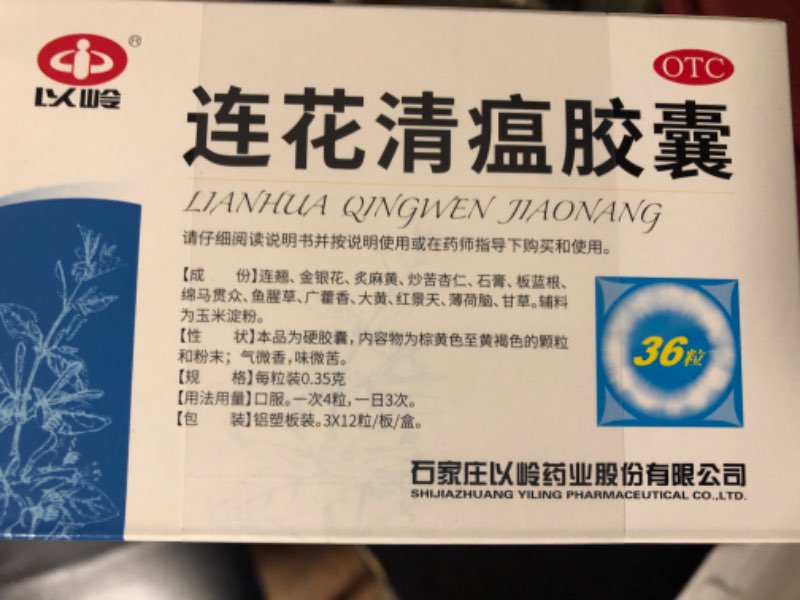 以岭
®
OTC
连花清瘟胶囊
LIANHUA QINGWEN JIAONANG
请仔细阅读说明书并按说明使用或在药师指导下购买和使用。
【成 份】连翘、金银花、炙麻黄、炒苦杏仁、石膏、板蓝根、
绵马贯众、鱼腥草、广藿香、大黄、红景天、薄荷脑、甘草。辅料
为玉米淀粉。
【性 状】本品为硬胶囊，内容物为棕黄色至黄褐色的颗粒
和粉末；气微香，味微苦。
【规 格】每粒装0.35克
【用法用量】口服。一次4粒，一日3次。
【包 装】铝塑板装。3X12粒/板/盒。
36粒
石家庄以岭药业股份有限公司
SHIJIAZHUANG YILING PHARMACEUTICAL CO.,LTD.